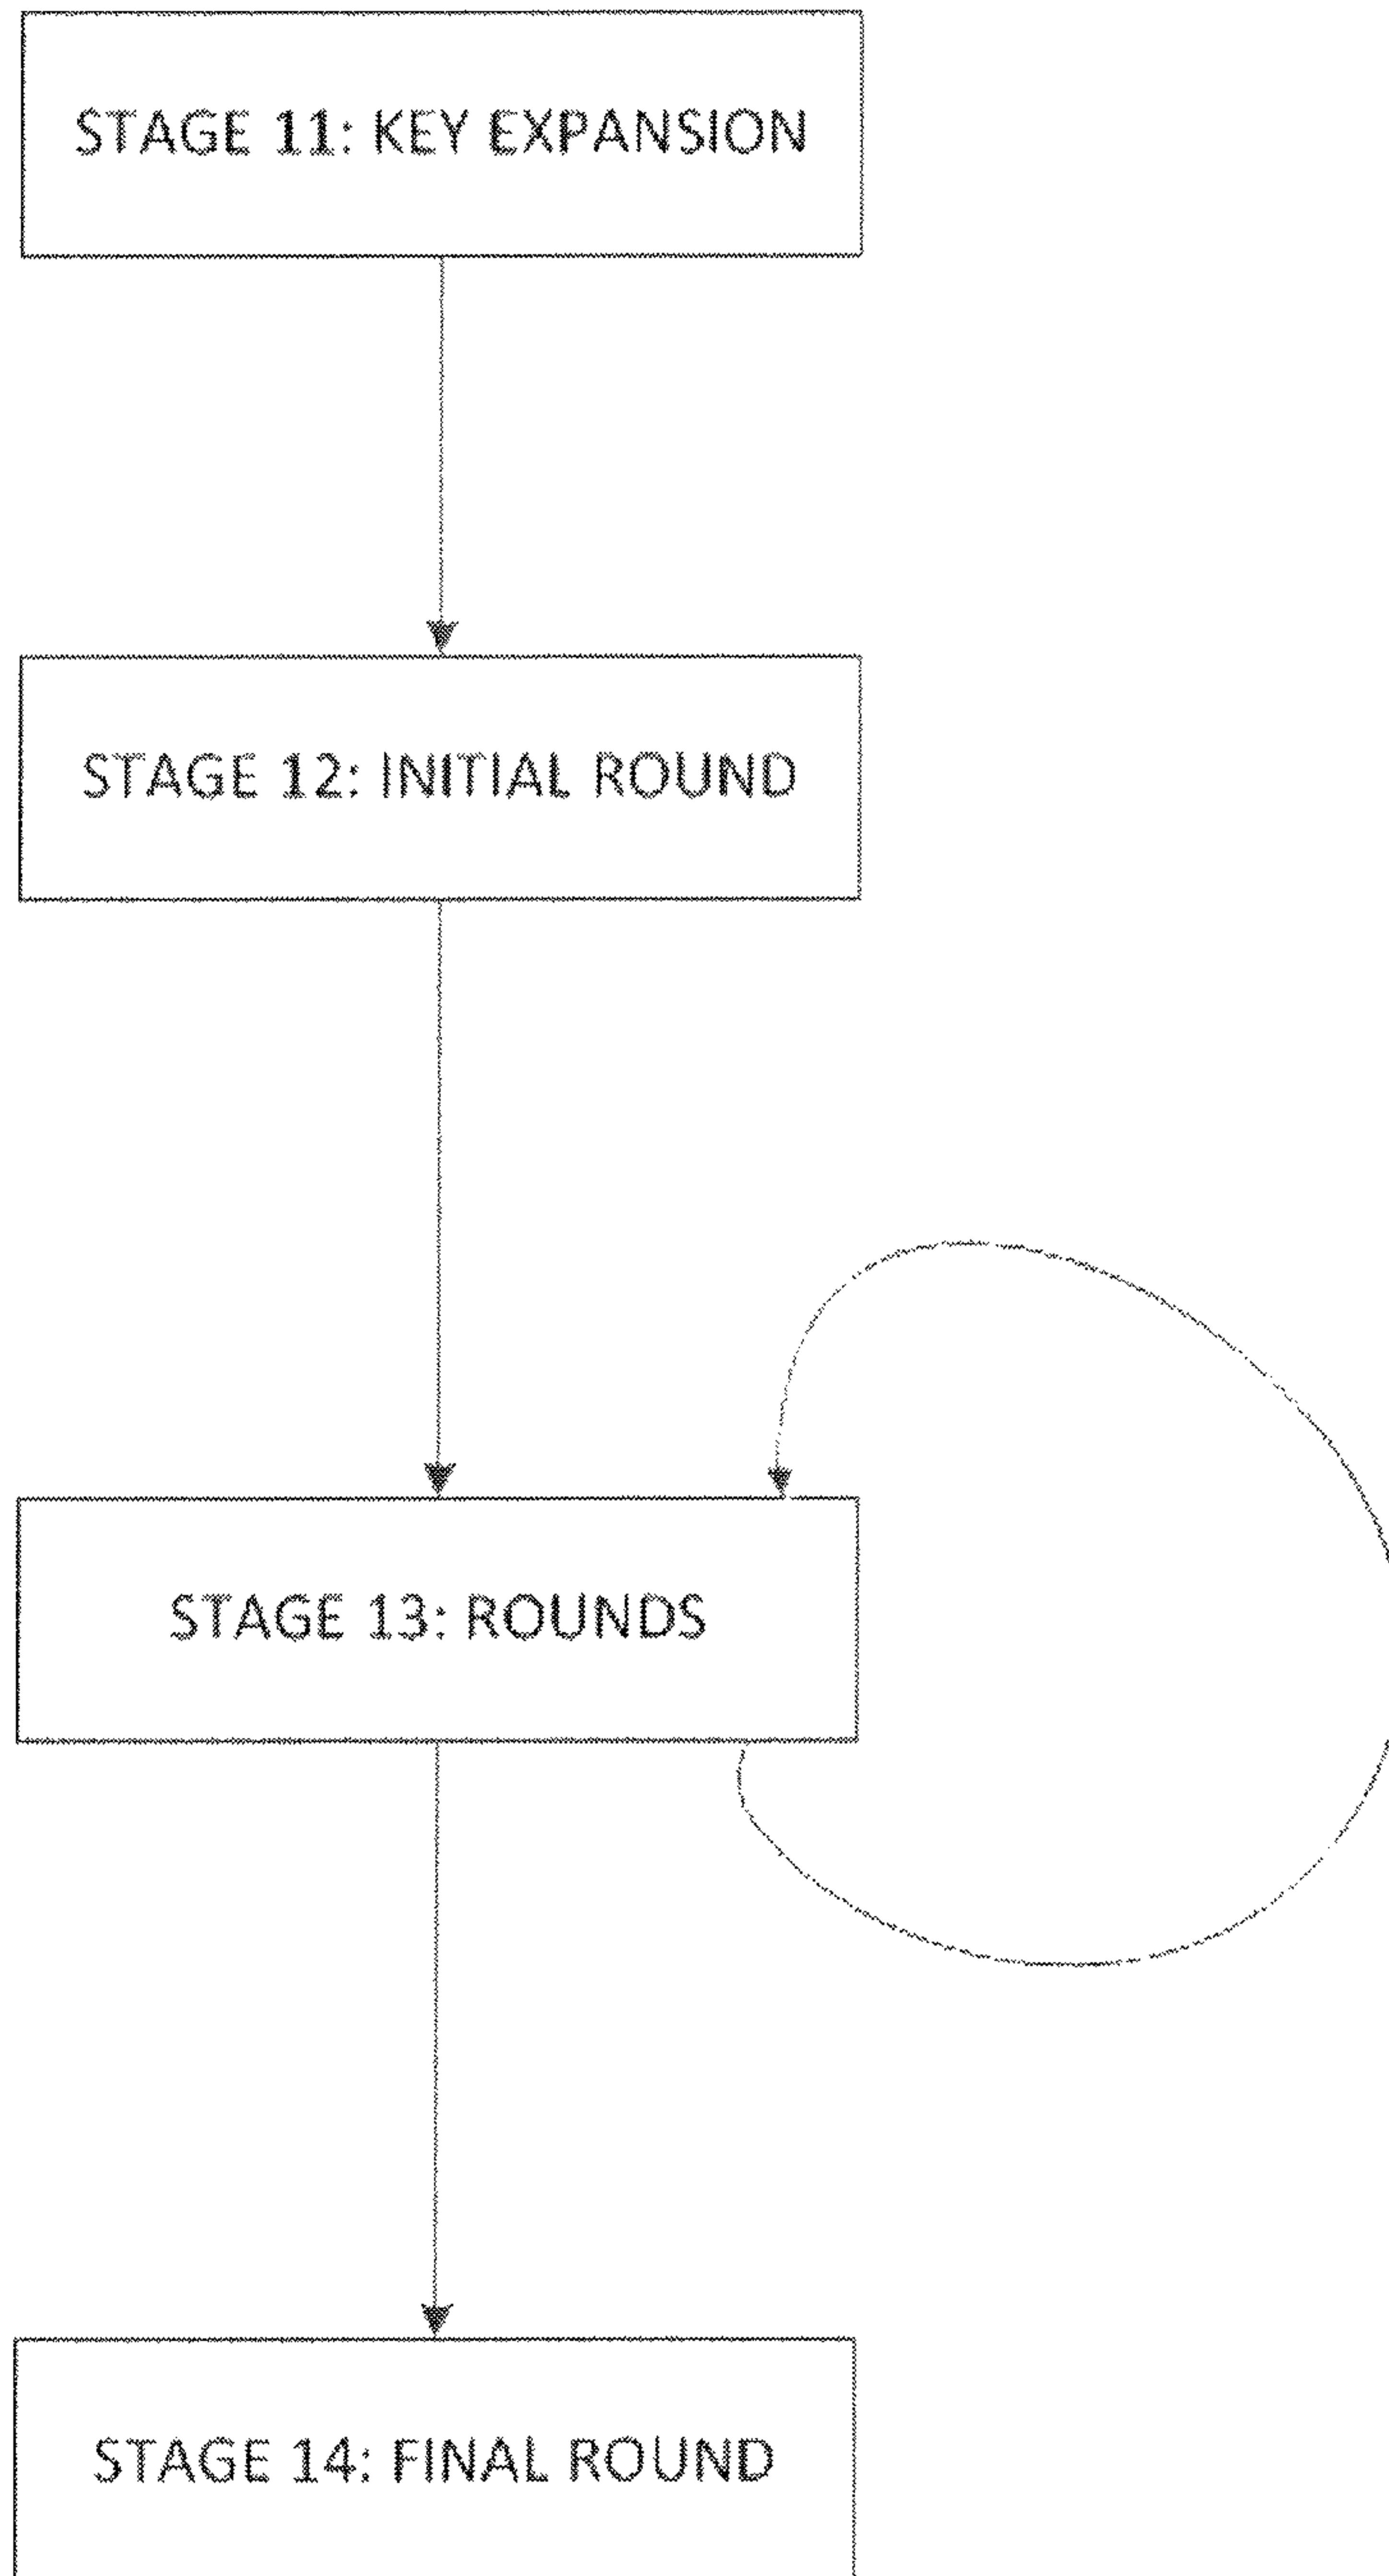 STAGE 11: KEY EXPANSION
STAGE 12: INITIAL ROUND
STAGE 13: ROUNDS
STAGE 14: FINAL ROUND